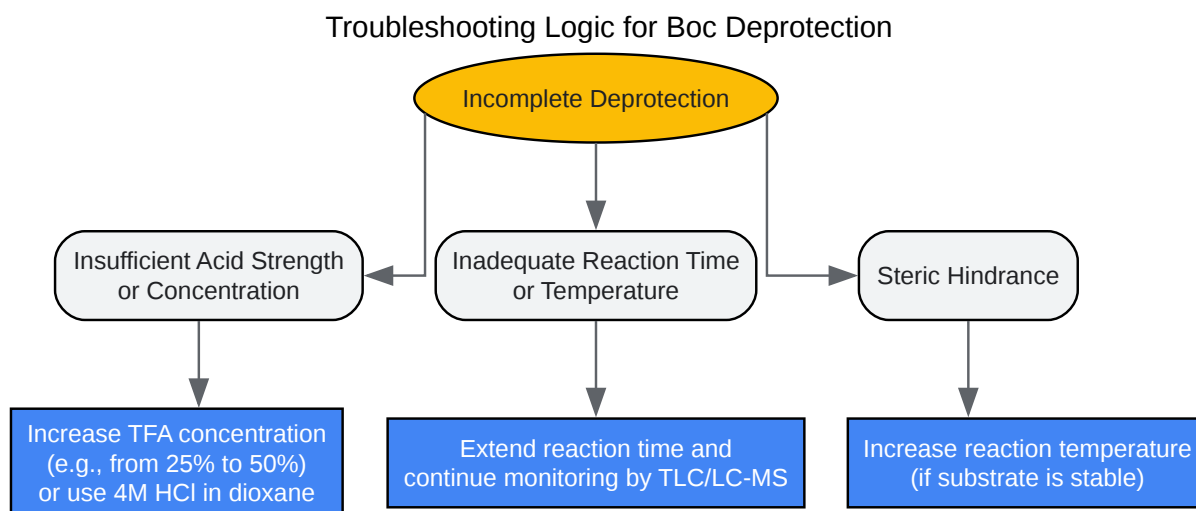 Troubleshooting Logic for Boc Deprotection
Incomplete Deprotection
Insufficient Acid Strength
or Concentration
Inadequate Reaction Time
or Temperature
Steric Hindrance
Increase TFA concentration
(e.g., from 25% to 50%)
or use 4M HCl in dioxane
Extend reaction time and
continue monitoring by TLC/LC-MS
Increase reaction temperature
(if substrate is stable)